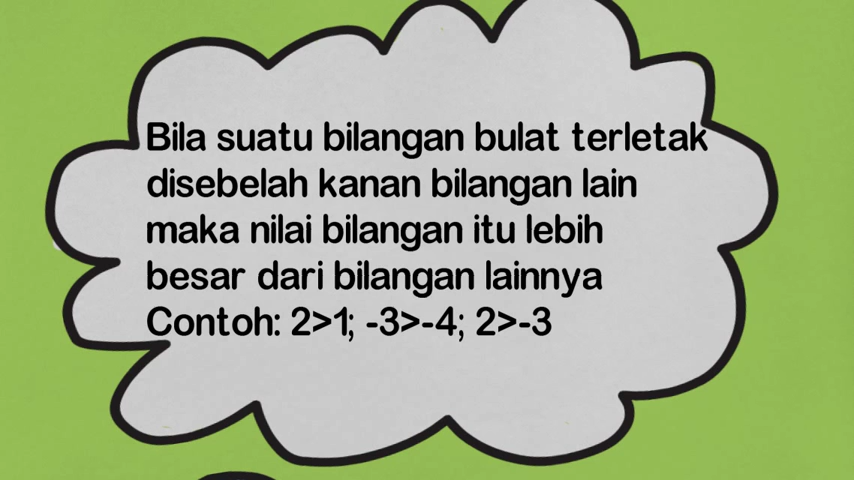 Bila suatu bilangan bulat terletak
disebelah kanan bilangan lain
maka nilai bilangan itu lebih
besar dari bilangan lainnya
Contoh: 2>1; -3>-4; 2>-3